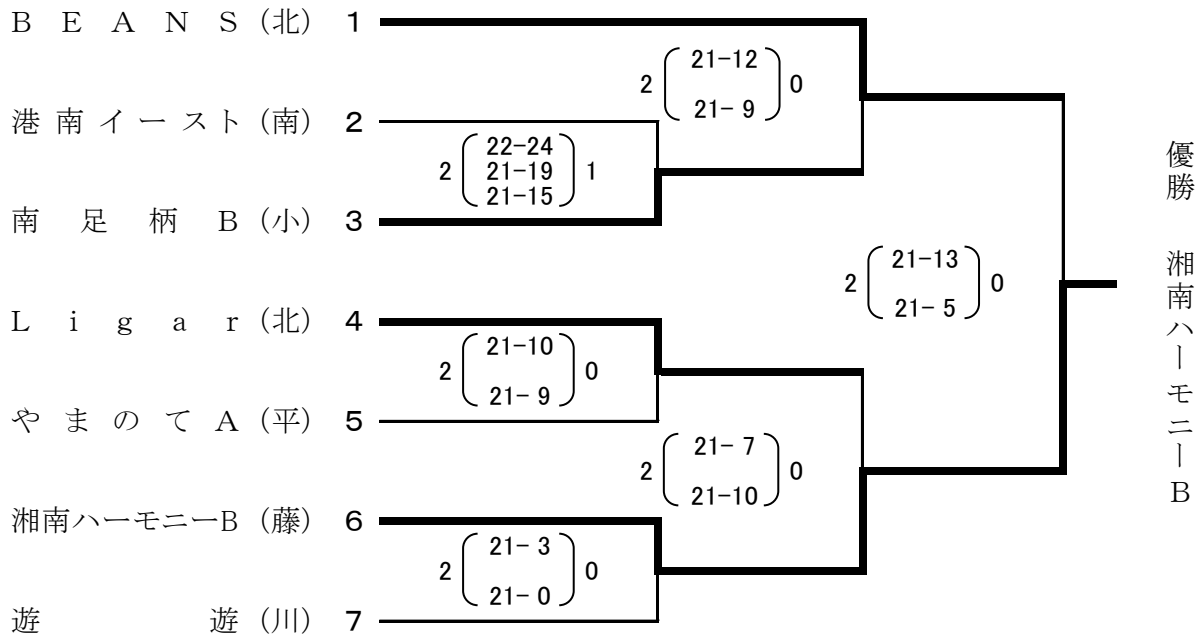 BEANS(北) 1
2 21-12 0
21- 9
港南イースト(南) 2
22-24
2 21-19 1
21-15
南足柄B(小) 3
2 21-13 0
21- 5
Ligar(北) 4
2 21-10 0
21- 9
やまのてA(平) 5
2 21- 7 0
21-10
湘南ハーモニーB(藤) 6
2 21- 3 0
21- 0
遊遊(川) 7
優勝 湘南ハーモニーB